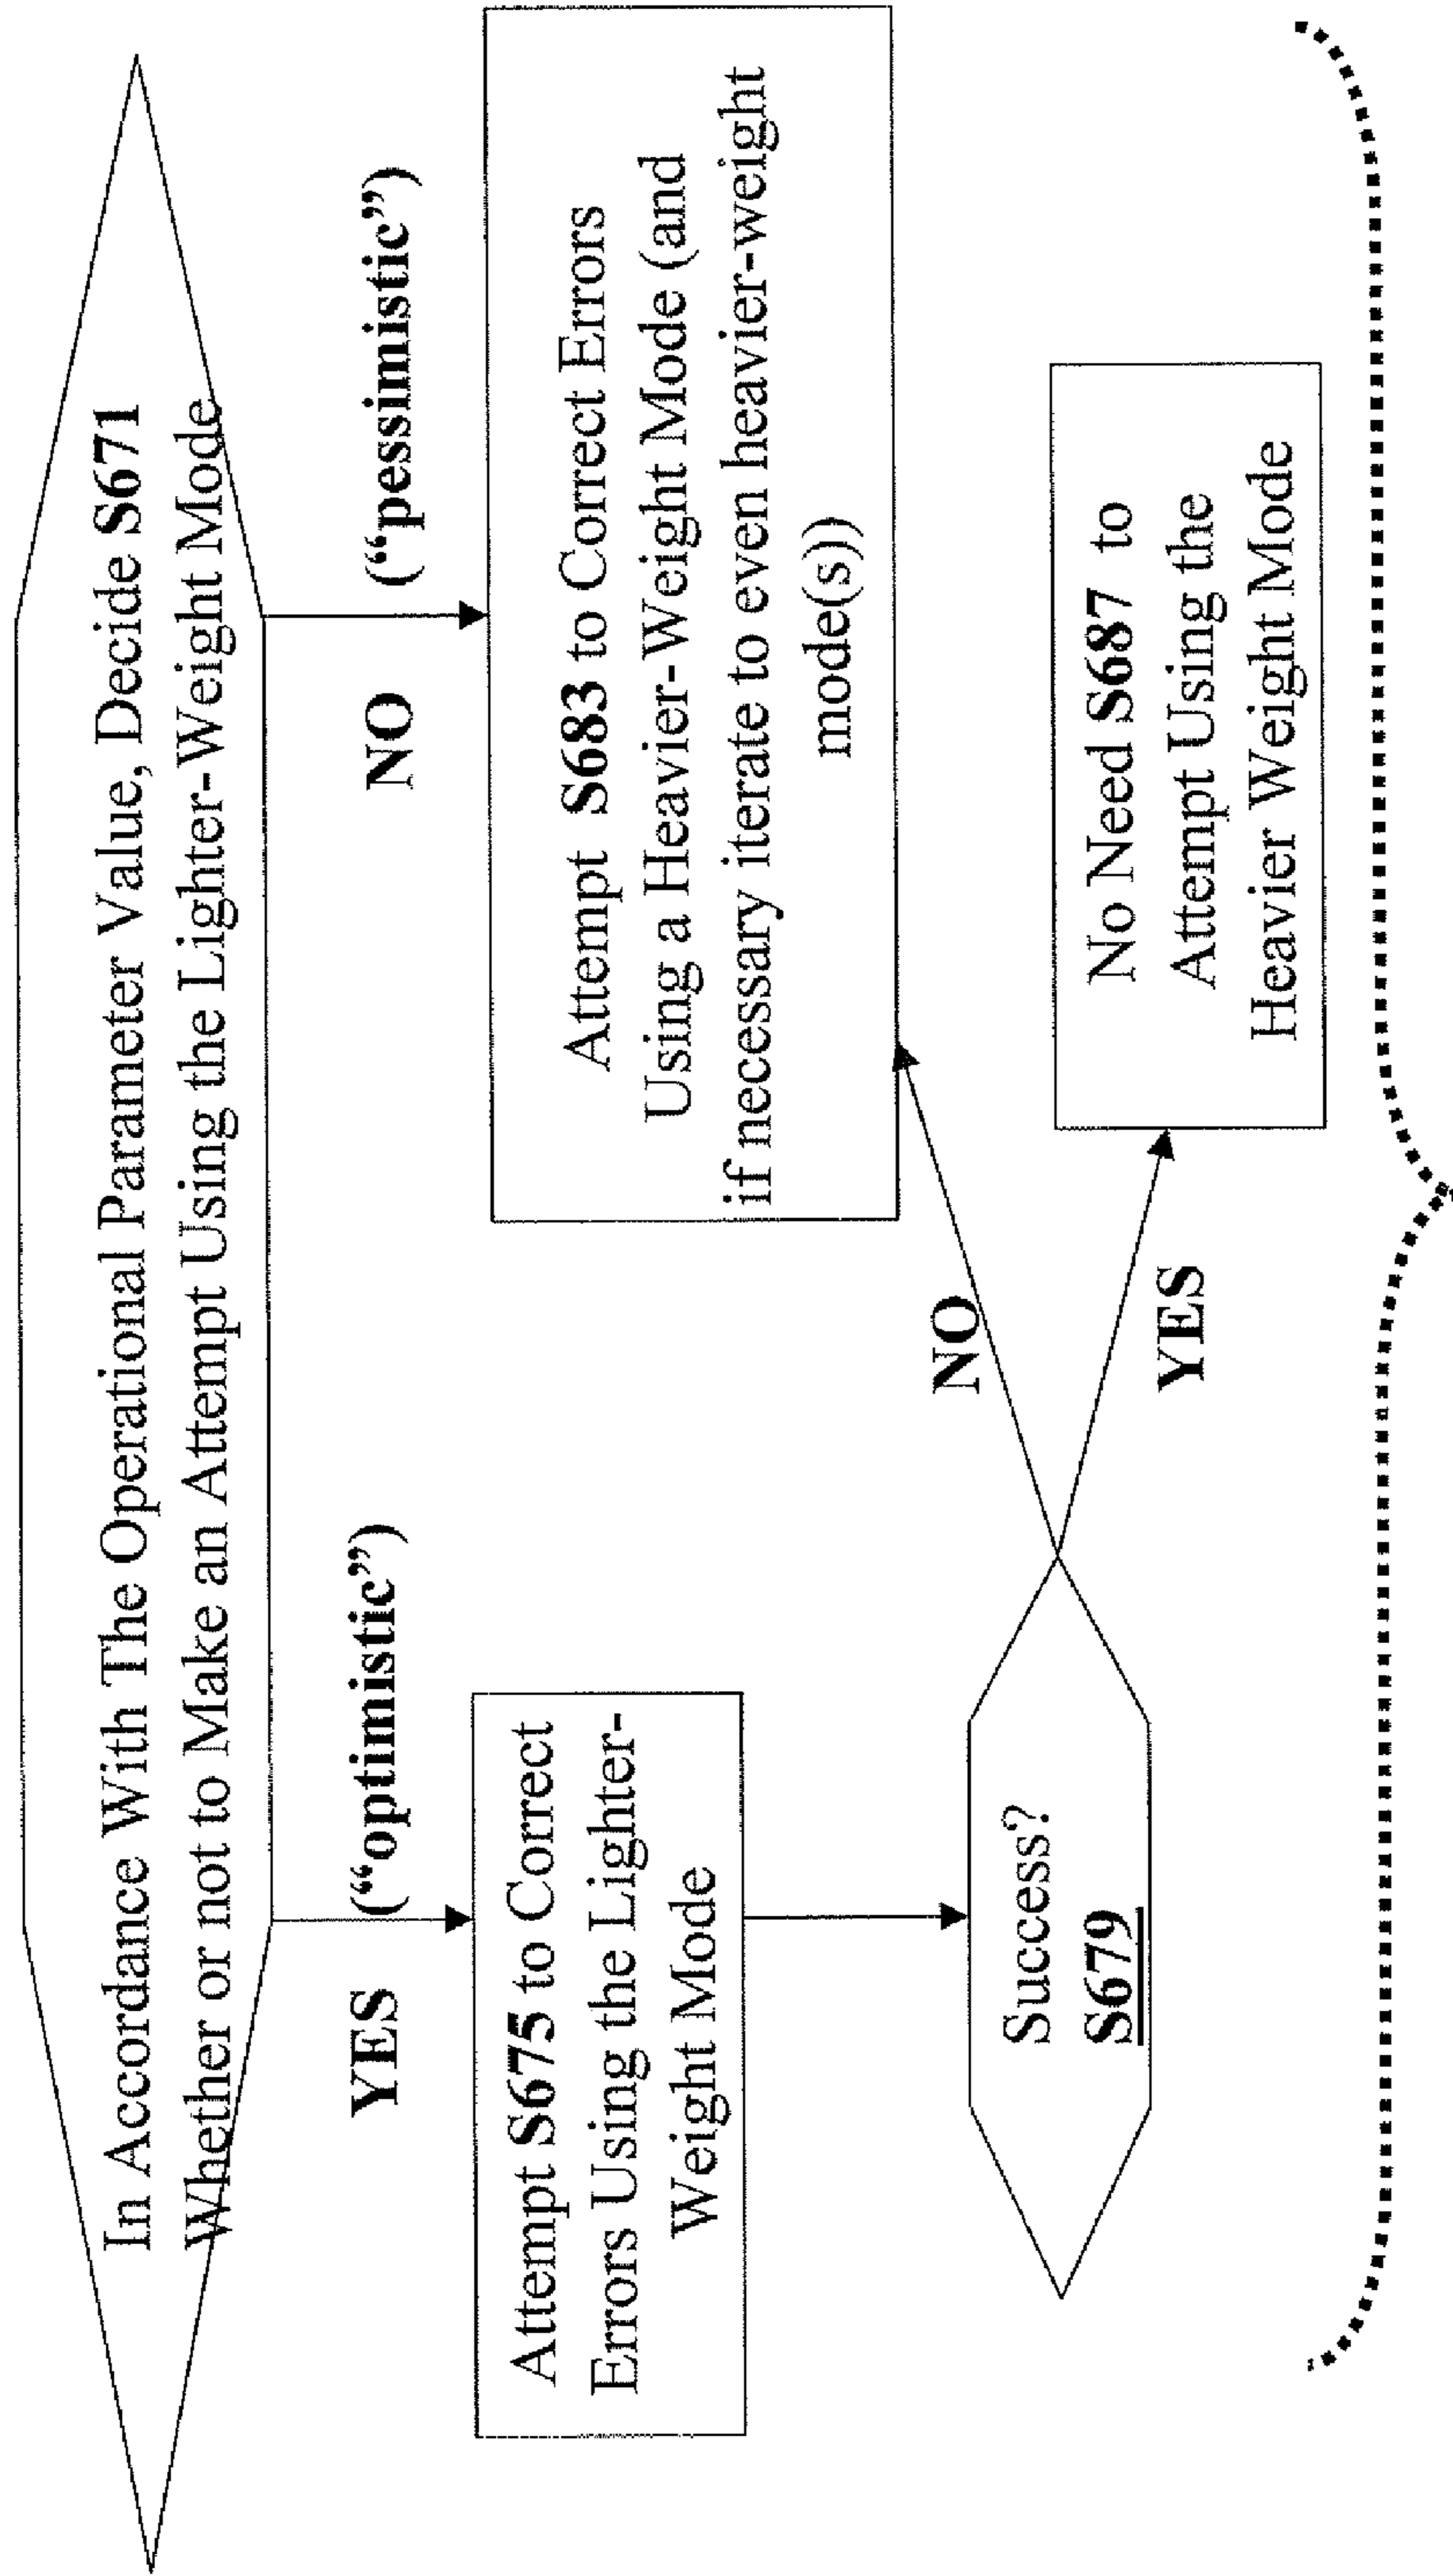 In Accordance With The Operational Parameter Value, Decide S671
Whether or not to Make an Attempt Using the Lighter-Weight Mode
YES
(“optimistic”)
NO
(“pessimistic”)
Attempt S675 to Correct
Errors Using the Lighter-
Weight Mode
Attempt S683 to Correct Errors
Using a Heavier-Weight Mode (and
if necessary iterate to even heavier-weight
mode(s))
Success?
S679
NO
YES
No Need S687 to
Attempt Using the
Heavier Weight Mode